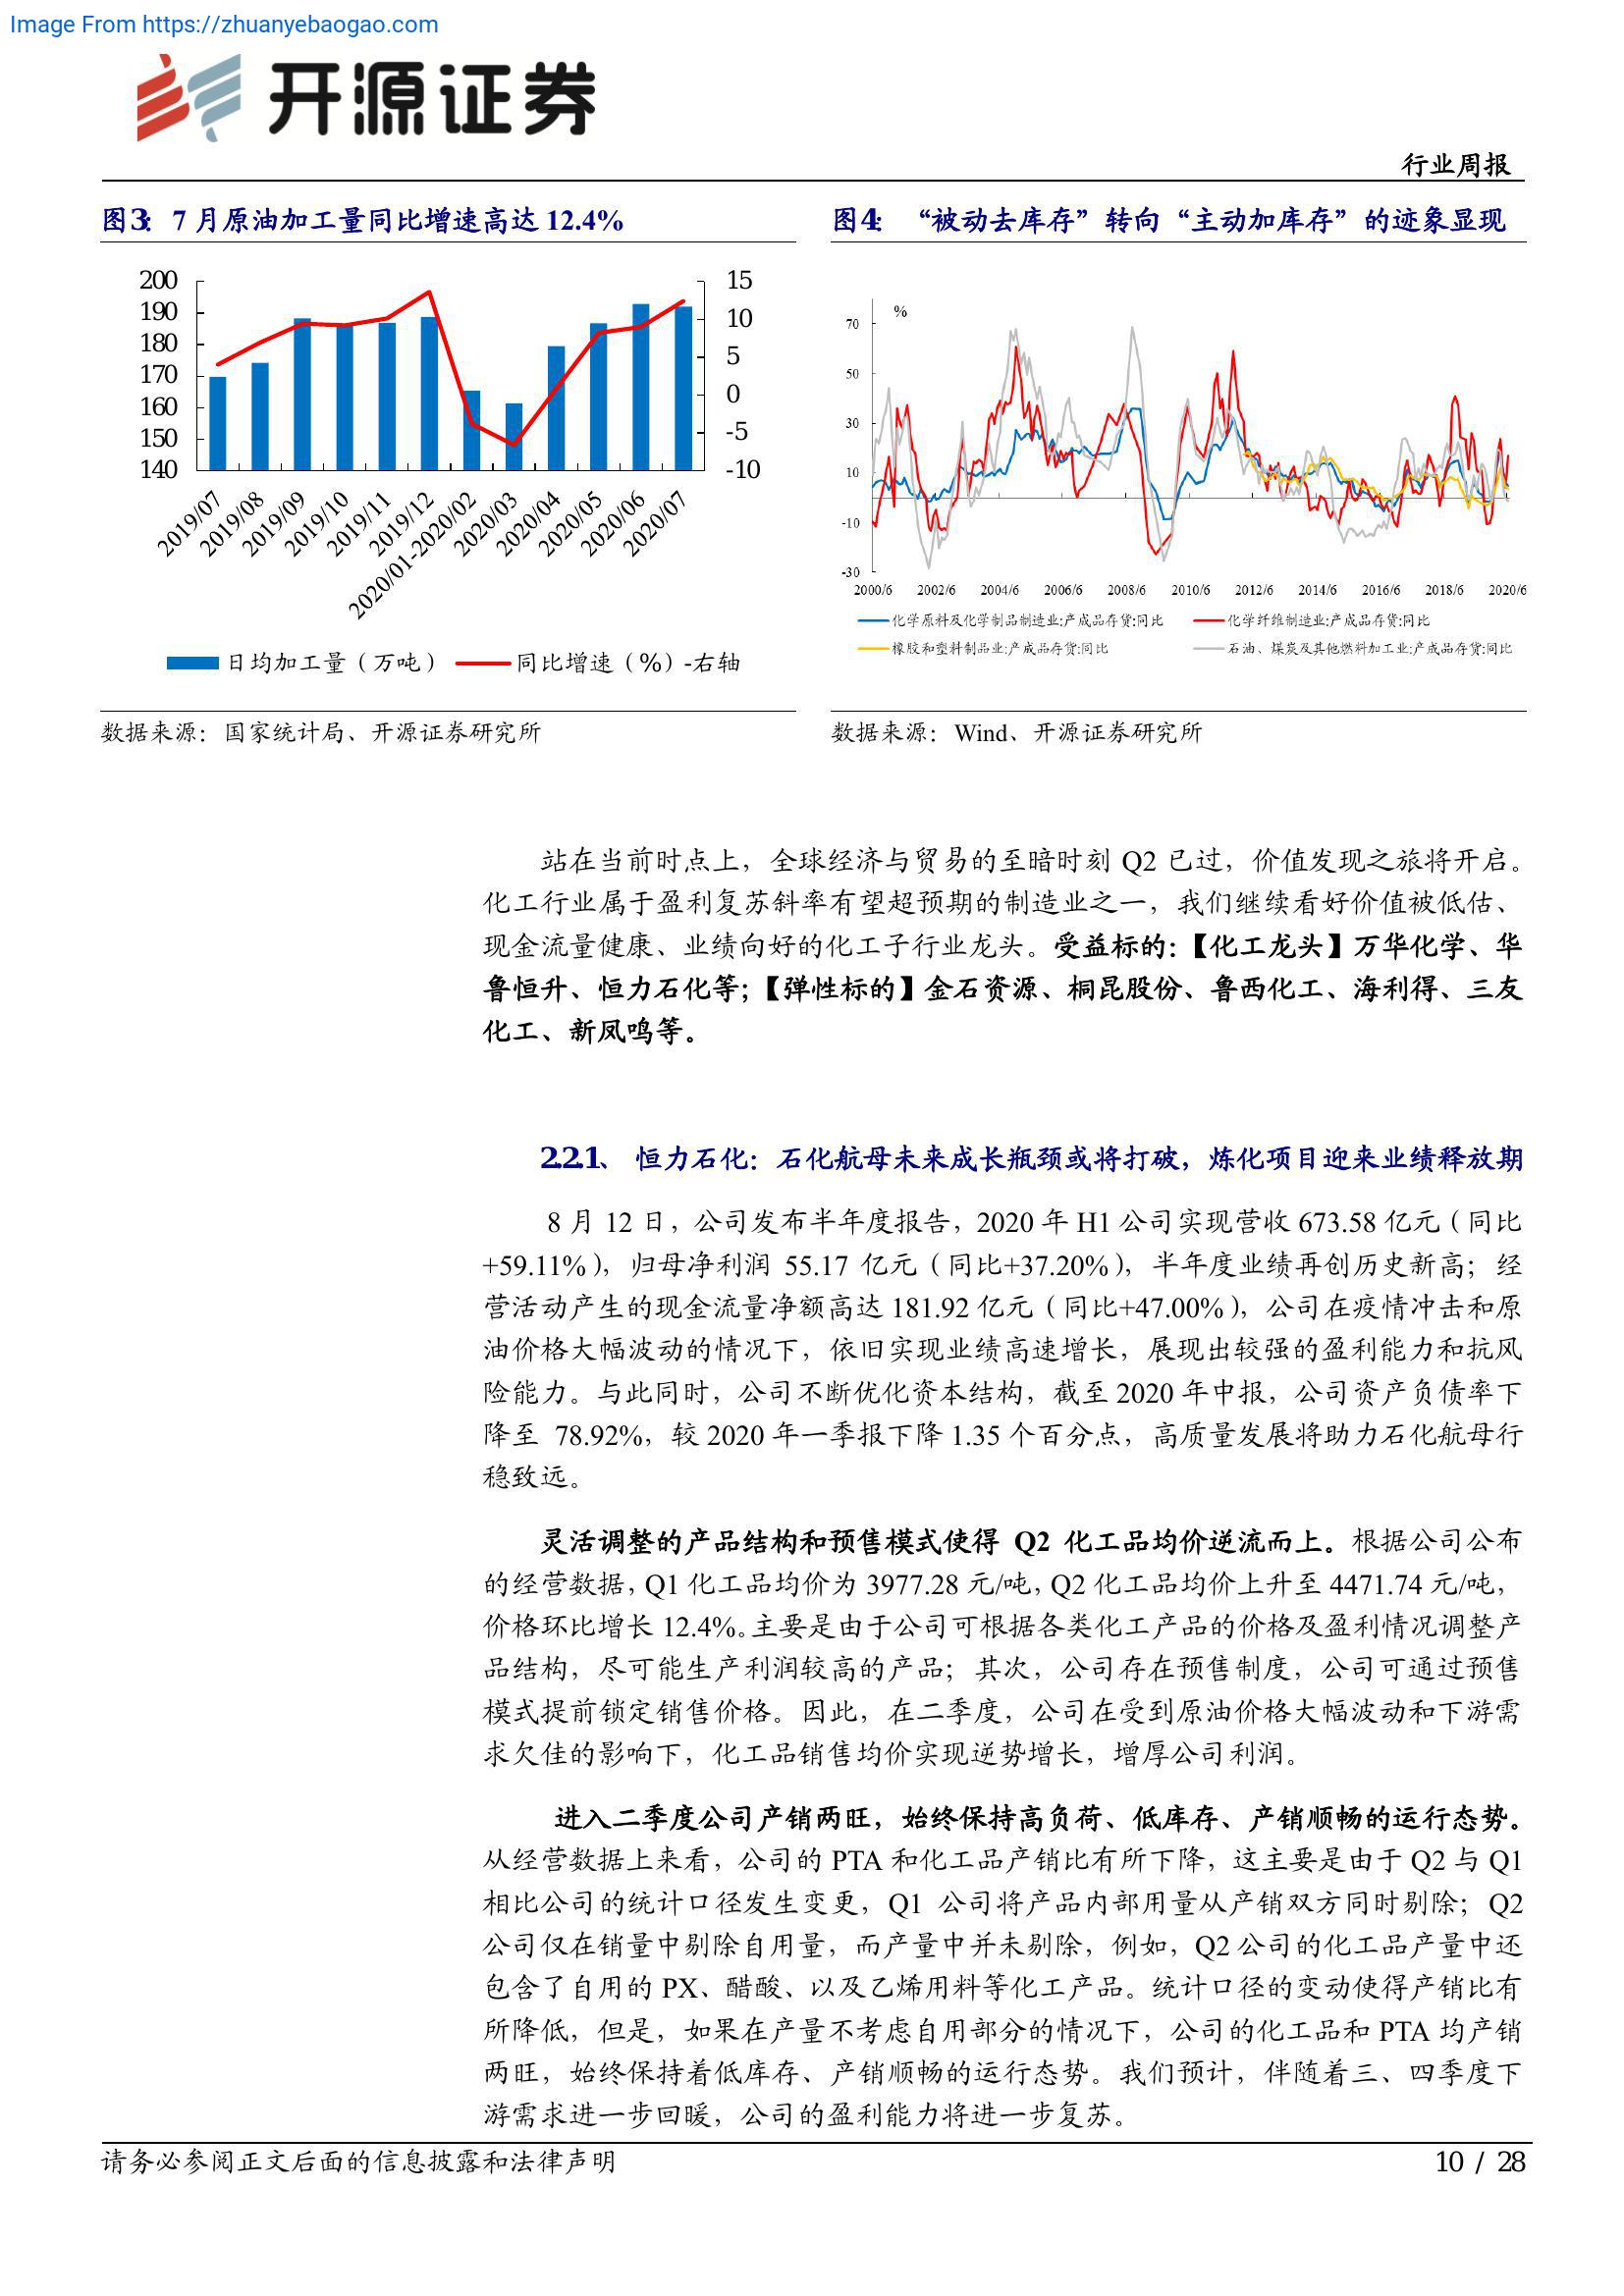 Image From https://zhuanyebaogao.com
开源证券
行业周报
图3： 7 月原油加工量同比增速高达 12.4%
200
190
180
170
160
150
140
15
10
5
0
-5
-10
2019/07
2019/08
2019/09
2019/10
2019/11
2019/12
2020/01-2020/02
2020/03
2020/04
2020/05
2020/06
2020/07
日均加工量（万吨） 同比增速（%）-右轴
数据来源：国家统计局、开源证券研究所
图4： “被动去库存”转向“主动加库存”的迹象显现
%
70
50
30
10
-10
-30
2000/6 2002/6 2004/6 2006/6 2008/6 2010/6 2012/6 2014/6 2016/6 2018/6 2020/6
化学原料及化学制品制造业:产成品存货:同比 化学纤维制造业:产成品存货:同比
橡胶和塑料制品业:产成品存货:同比 石油、煤炭及其他燃料加工业:产成品存货:同比
数据来源：Wind、开源证券研究所
站在当前时点上，全球经济与贸易的至暗时刻 Q2 已过，价值发现之旅将开启。
化工行业属于盈利复苏斜率有望超预期的制造业之一，我们继续看好价值被低估、
现金流量健康、业绩向好的化工子行业龙头。受益标的：【化工龙头】万华化学、华
鲁恒升、恒力石化等；【弹性标的】金石资源、桐昆股份、鲁西化工、海利得、三友
化工、新凤鸣等。
2.2.1、 恒力石化：石化航母未来成长瓶颈或将打破，炼化项目迎来业绩释放期
8 月 12 日，公司发布半年度报告，2020 年 H1 公司实现营收 673.58 亿元（同比
+59.11%），归母净利润 55.17 亿元（同比+37.20%），半年度业绩再创历史新高；经
营活动产生的现金流量净额高达 181.92 亿元（同比+47.00%），公司在疫情冲击和原
油价格大幅波动的情况下，依旧实现业绩高速增长，展现出较强的盈利能力和抗风
险能力。与此同时，公司不断优化资本结构，截至 2020 年中报，公司资产负债率下
降至 78.92%，较 2020 年一季报下降 1.35 个百分点，高质量发展将助力石化航母行
稳致远。
灵活调整的产品结构和预售模式使得 Q2 化工品均价逆流而上。根据公司公布
的经营数据，Q1 化工品均价为 3977.28 元/吨，Q2 化工品均价上升至 4471.74 元/吨，
价格环比增长 12.4%。主要是由于公司可根据各类化工产品的价格及盈利情况调整产
品结构，尽可能生产利润较高的产品；其次，公司存在预售制度，公司可通过预售
模式提前锁定销售价格。因此，在二季度，公司在受到原油价格大幅波动和下游需
求欠佳的影响下，化工品销售均价实现逆势增长，增厚公司利润。
进入二季度公司产销两旺，始终保持高负荷、低库存、产销顺畅的运行态势。
从经营数据上来看，公司的 PTA 和化工品产销比有所下降，这主要是由于 Q2 与 Q1
相比公司的统计口径发生变更，Q1 公司将产品内部用量从产销双方同时剔除；Q2
公司仅在销量中剔除自用量，而产量中并未剔除，例如，Q2 公司的化工品产量中还
包含了自用的 PX、醋酸、以及乙烯用料等化工产品。统计口径的变动使得产销比有
所降低，但是，如果在产量不考虑自用部分的情况下，公司的化工品和 PTA 均产销
两旺，始终保持着低库存、产销顺畅的运行态势。我们预计，伴随着三、四季度下
游需求进一步回暖，公司的盈利能力将进一步复苏。
请务必参阅正文后面的信息披露和法律声明
10 / 28